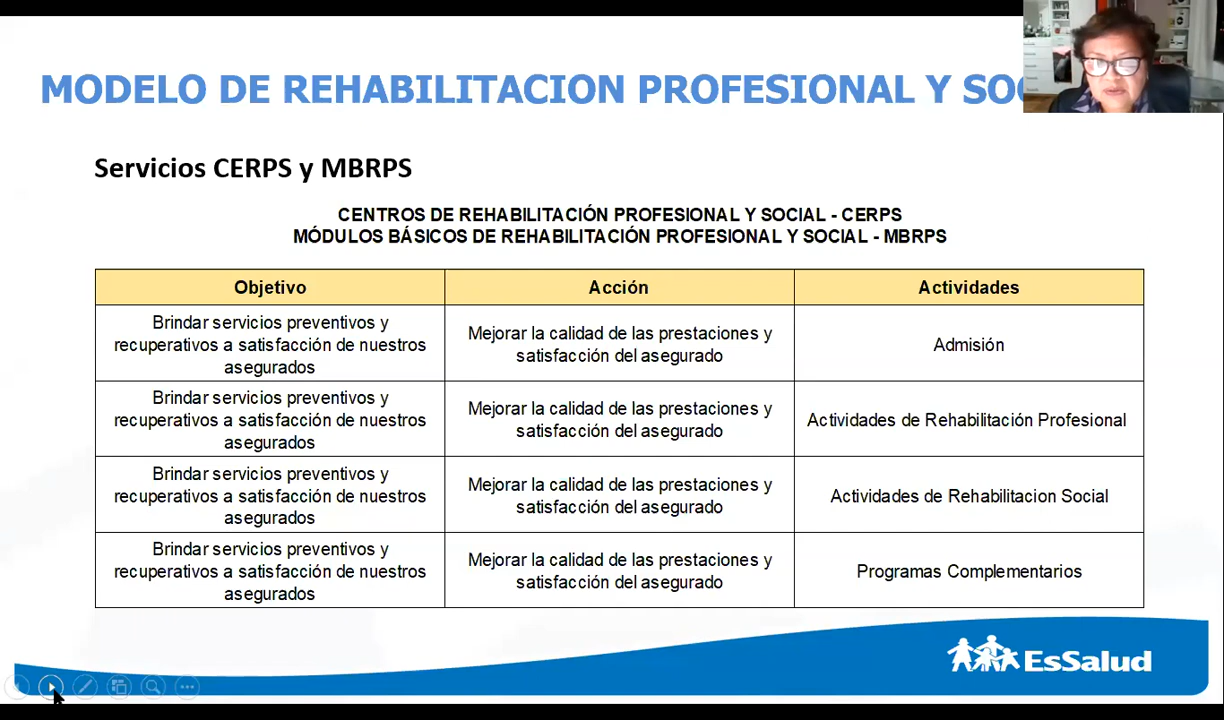 MODELO DE REHABILITACION PROFESIONAL Y
Servicios CERPS y MBRPS
CENTROS DE REHABILITACIÓN PROFESIONAL Y SOCIAL - CERPS
MÓDULOS BÁSICOS DE REHABILITACIÓN PROFESIONAL Y SOCIAL - MBRPS
Objetivo Acción Actividades
Brindar servicios preventivos y
recuperativos a satisfacción de nuestros
asegurados
Mejorar la calidad de las prestaciones y
satisfacción del asegurado
Admisión
Brindar servicios preventivos y
recuperativos a satisfacción de nuestros
asegurados
Mejorar la calidad de las prestaciones y
satisfacción del asegurado
Actividades de Rehabilitación Profesional
Brindar servicios preventivos y
recuperativos a satisfacción de nuestros
asegurados
Mejorar la calidad de las prestaciones y
satisfacción del asegurado
Actividades de Rehabilitacion Social
Brindar servicios preventivos y
recuperativos a satisfacción de nuestros
asegurados
Mejorar la calidad de las prestaciones y
satisfacción del asegurado
Programas Complementarios
EsSalud